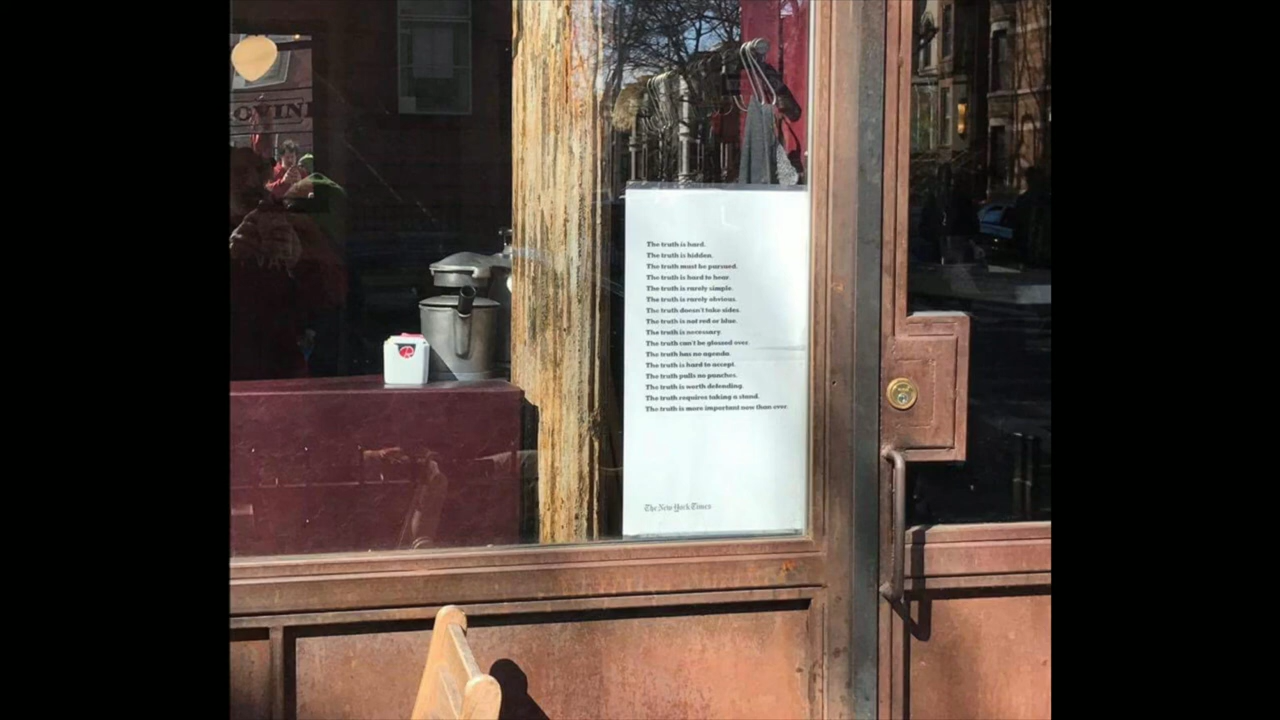 OVIN
The truth is hard.
The truth is hidden.
The truth must be pursued.
The truth is hard to hear.
The truth is rarely simple.
The truth is rarely obvious.
The truth doesn't take sides.
The truth is not red or blue.
The truth is necessary.
The truth can't be glossed over.
The truth has no agenda.
The truth is hard to accept.
The truth pulls no punches.
The truth is worth defending.
The truth requires taking a stand.
The truth is more important now than ever.
The New York Times